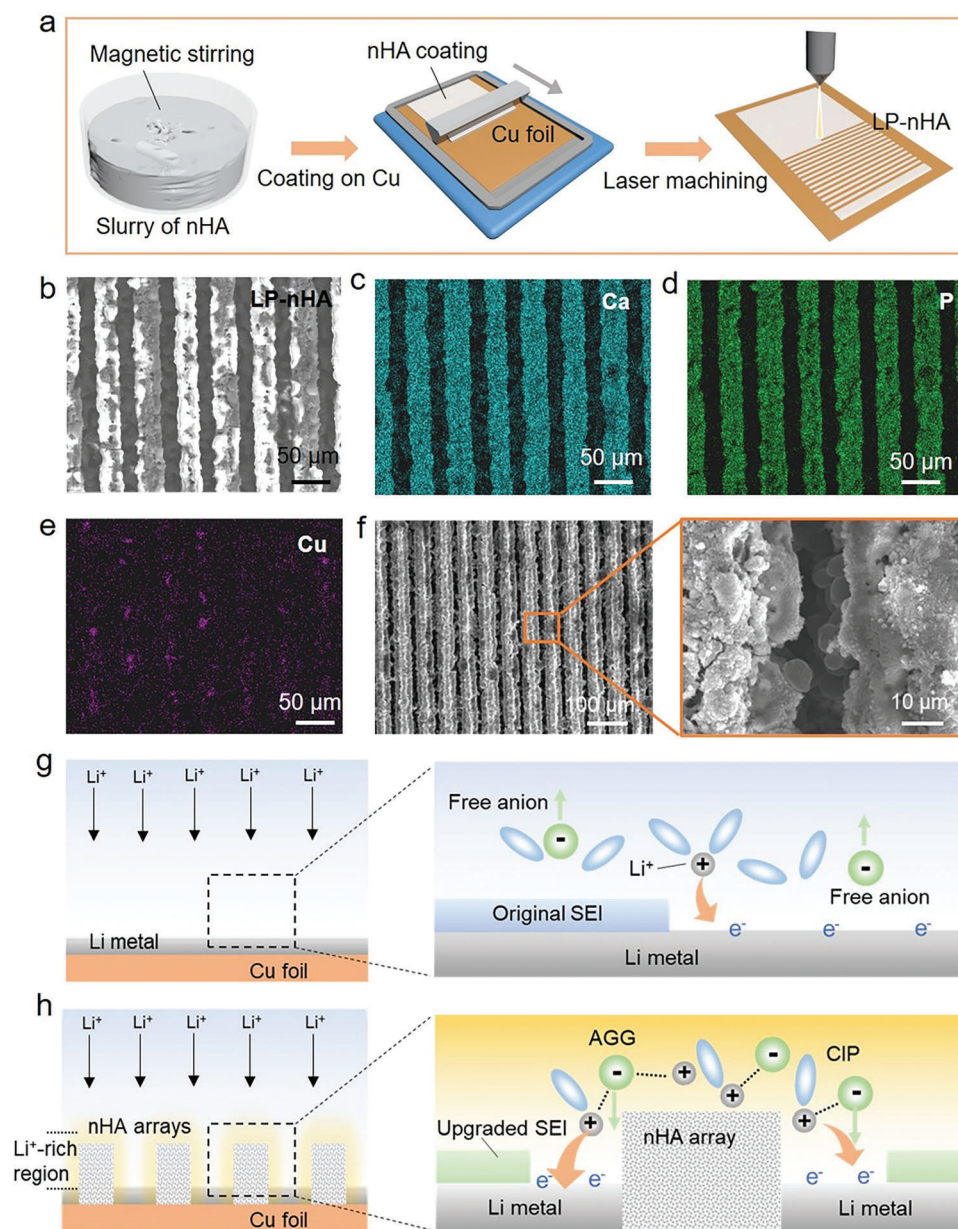 a
Magnetic stirring
nHA coating
Cu foil
LP-nHA
Coating on Cu
Laser machining
Slurry of nHA
b
LP-nHA
50 µm
c
Ca
50 µm
d
P
50 µm
e
Cu
50 µm
f
100 µm
10 µm
g
Li⁺ Li⁺ Li⁺ Li⁺ Li⁺
Li metal
Cu foil
Free anion
-
Li⁺
+
-
Free anion
Original SEI
e⁻ e⁻ e⁻
Li metal
h
Li⁺ Li⁺ Li⁺ Li⁺ Li⁺
nHA arrays
Li⁺-rich
region
Cu foil
AGG
CIP
- + + - + -
+
Upgraded SEI
nHA array
e⁻ e⁻
e⁻ e⁻
Li metal
Li metal